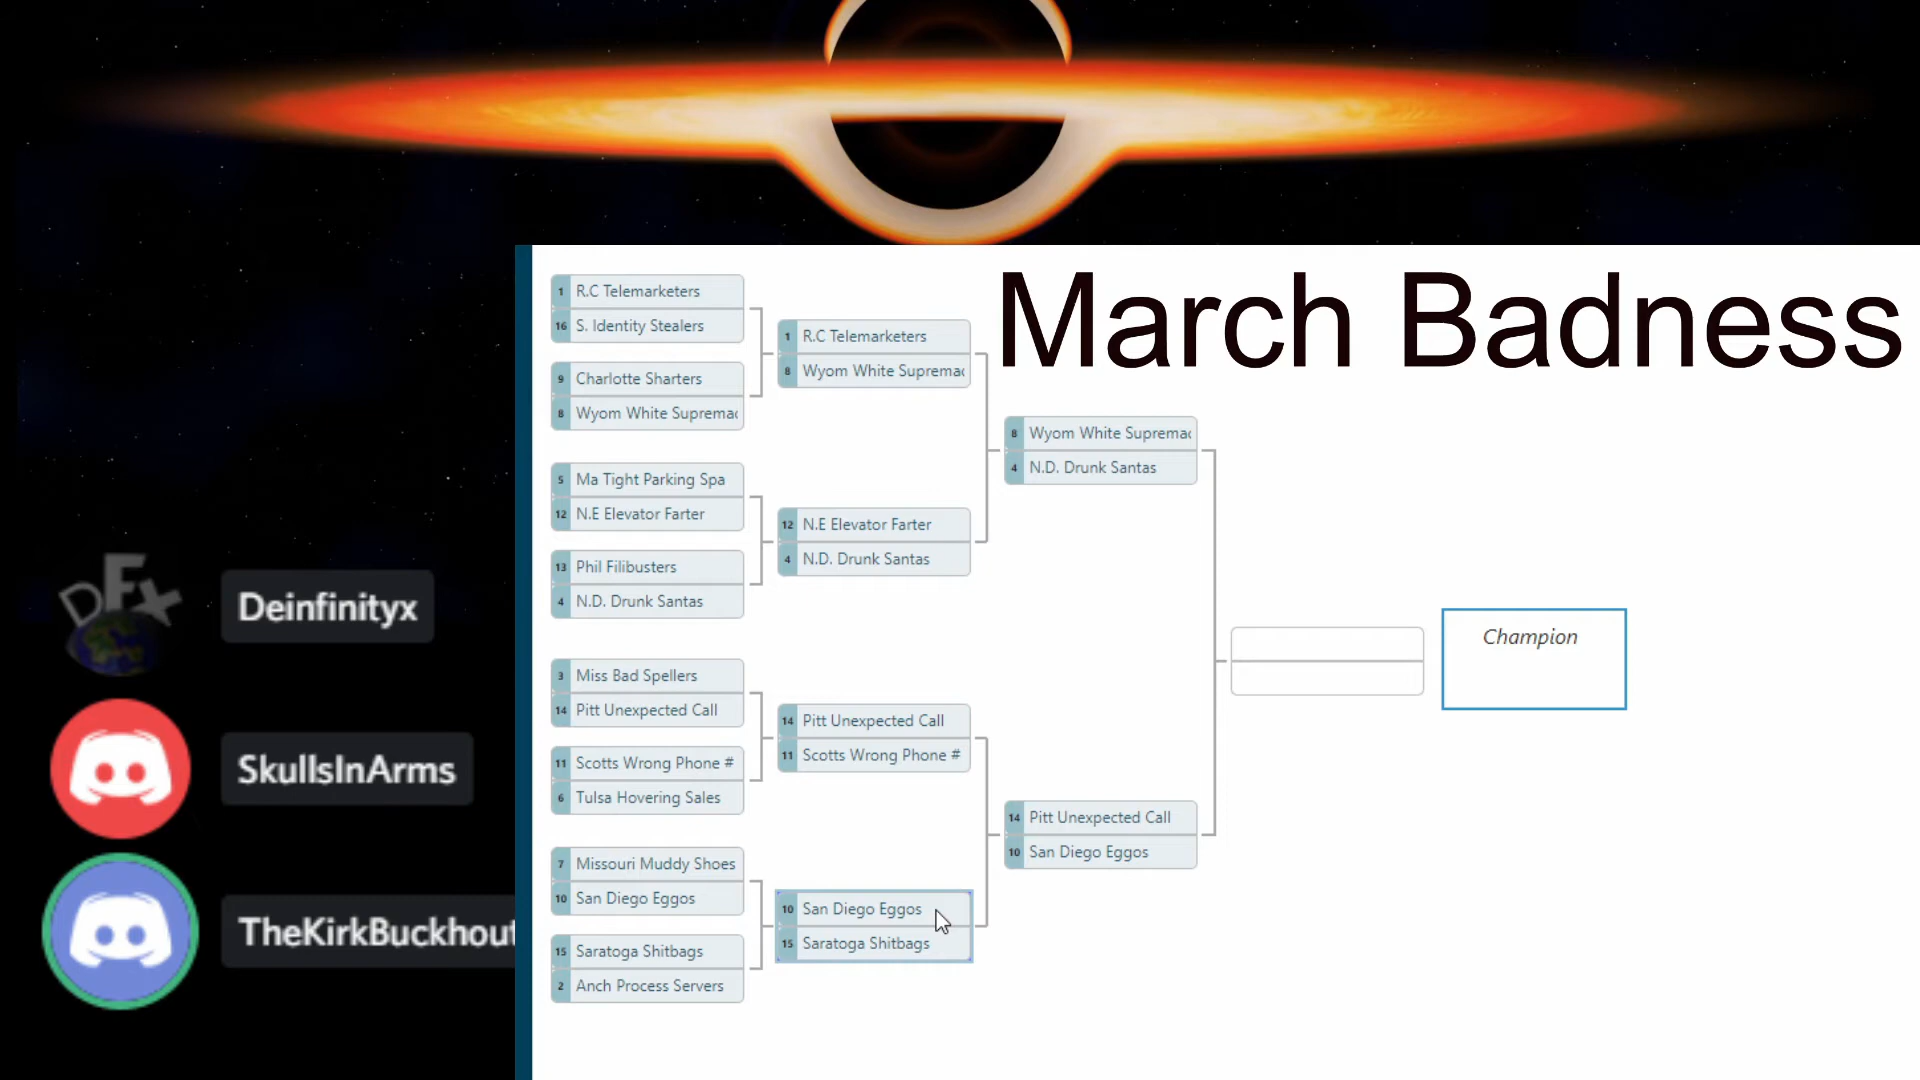 March Badness
1 R.C Telemarketers
16 S. Identity Stealers
9 Charlotte Sharters
8 Wyom White Supremac
5 Ma Tight Parking Spa
12 N.E Elevator Farter
13 Phil Filibusters
4 N.D. Drunk Santas
3 Miss Bad Spellers
14 Pitt Unexpected Call
11 Scotts Wrong Phone #
6 Tulsa Hovering Sales
7 Missouri Muddy Shoes
10 San Diego Eggos
15 Saratoga Shitbags
2 Anch Process Servers
1 R.C Telemarketers
8 Wyom White Supremac
12 N.E Elevator Farter
4 N.D. Drunk Santas
14 Pitt Unexpected Call
11 Scotts Wrong Phone #
10 San Diego Eggos
15 Saratoga Shitbags
8 Wyom White Supremac
4 N.D. Drunk Santas
14 Pitt Unexpected Call
10 San Diego Eggos
Champion
DFX
Deinfinityx
SkullsInArms
TheKirkBuckhout